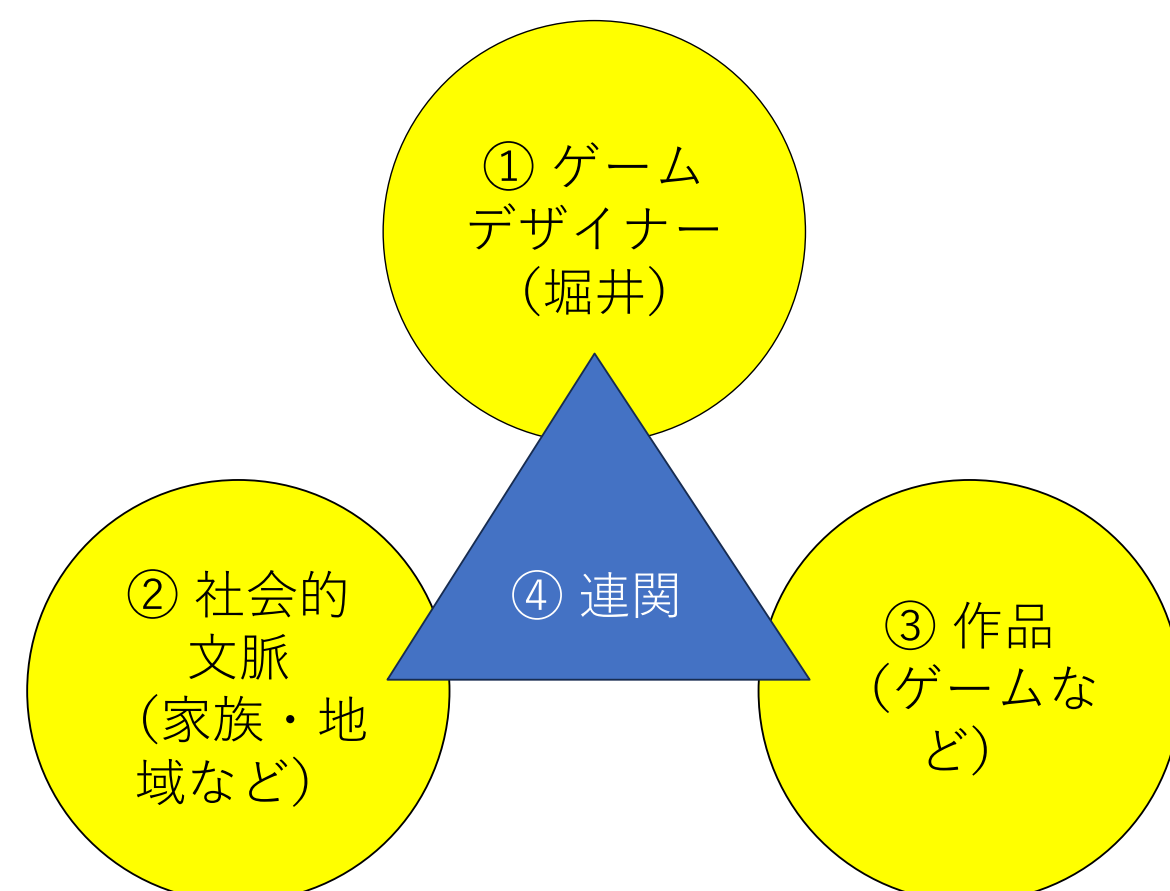 ① ゲーム
デザイナー
（堀井）
② 社会的
文脈
（家族・地
域など）
④ 連関
③ 作品
（ゲームな
ど）